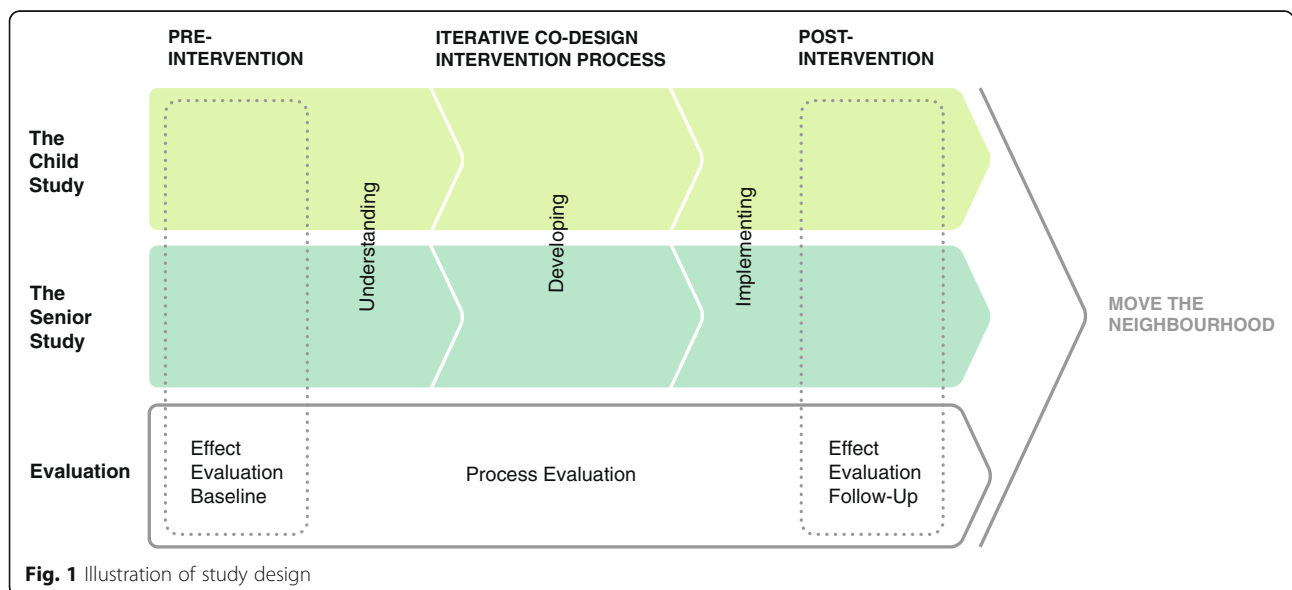 PRE-
INTERVENTION
ITERATIVE CO-DESIGN
INTERVENTION PROCESS
POST-
INTERVENTION
The
Child
Study
Understanding
Developing
Implementing
The
Senior
Study
MOVE THE
NEIGHBOURHOOD
Evaluation
Effect
Evaluation
Baseline
Process Evaluation
Effect
Evaluation
Follow-Up
Fig. 1 Illustration of study design